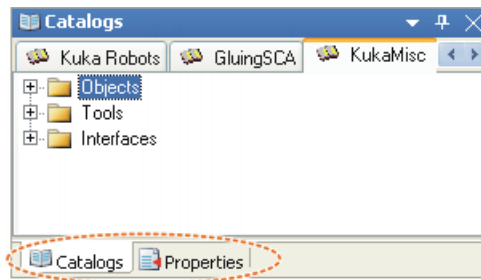 Catalogs
Kuka Robots GluingSCA KukaMisc
Objects
Tools
Interfaces
Catalogs Properties